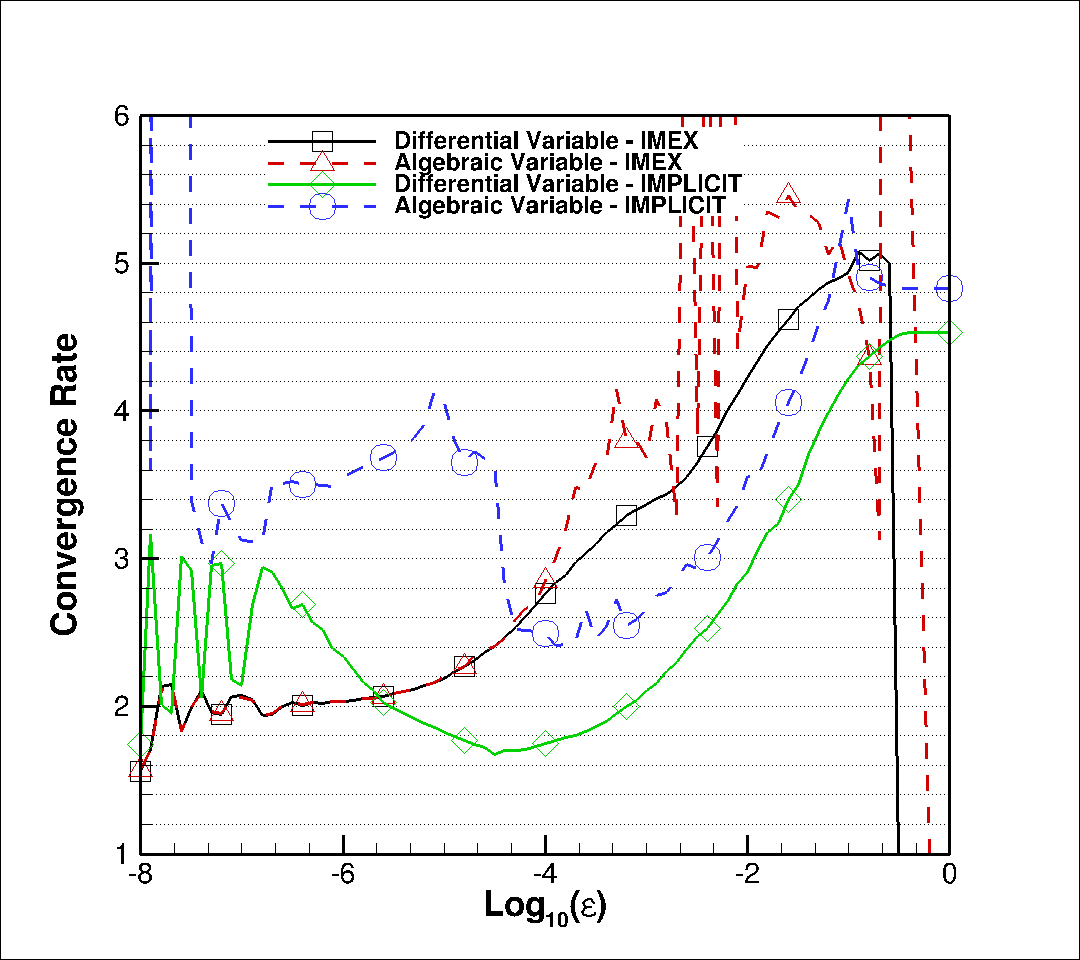 6
Differential Variable - IMEX
Algebraic Variable - IMEX
Differential Variable - IMPLICIT
Algebraic Variable - IMPLICIT
5
Convergence Rate
4
3
2
1
-8 -6 -4 -2 0
Log10(ε)